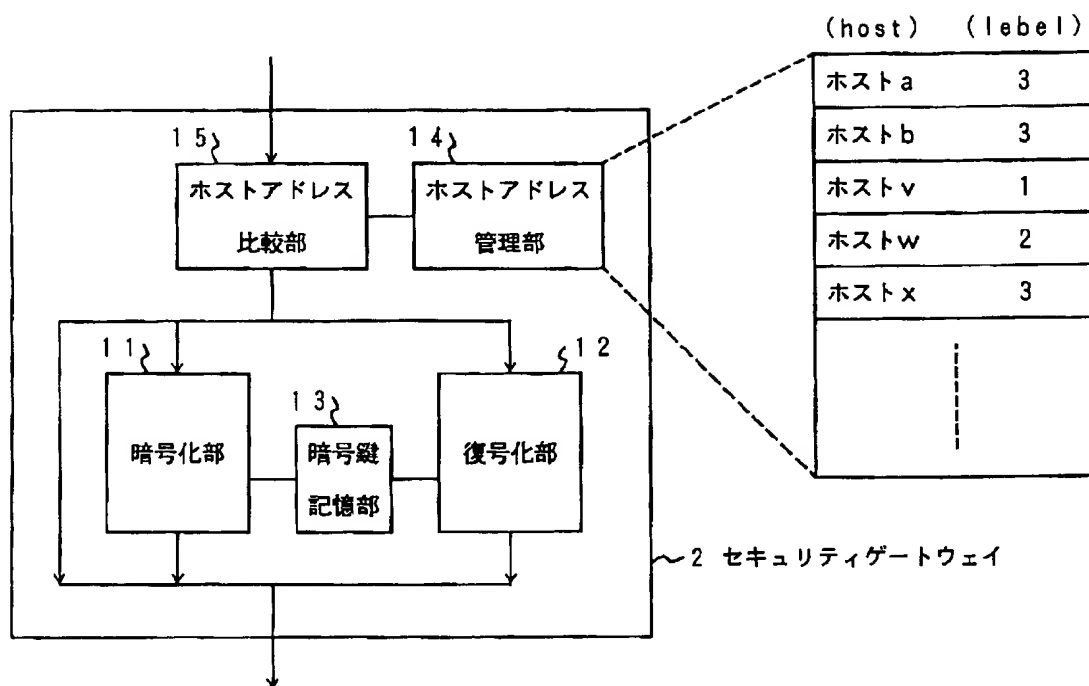 (host) (lebel)
ホストa 3
ホストb 3
ホストv 1
ホストw 2
ホストx 3
15
ホストアドレス
比較部
14
ホストアドレス
管理部
11
暗号化部
13
暗号鍵
記憶部
12
復号化部
2 セキュリティゲートウェイ